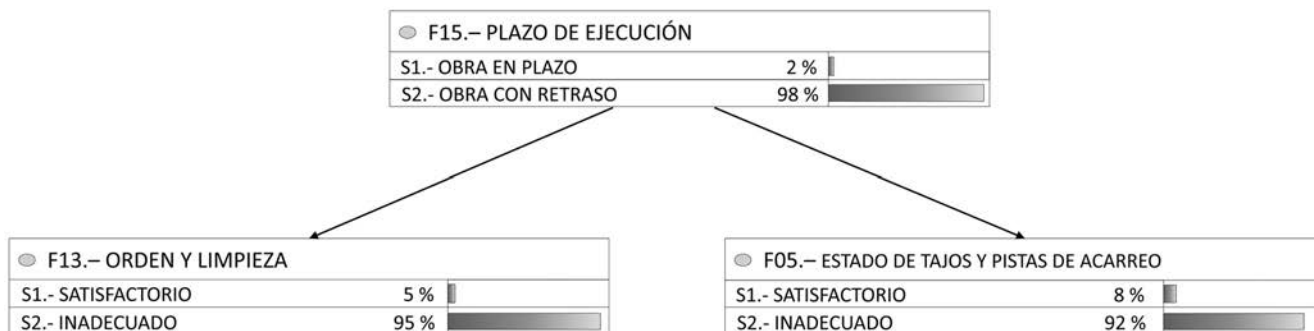 F15.– PLAZO DE EJECUCIÓN
S1.- OBRA EN PLAZO 2 %
S2.- OBRA CON RETRASO 98 %
F13.– ORDEN Y LIMPIEZA
S1.- SATISFACTORIO 5 %
S2.- INADECUADO 95 %
F05.– ESTADO DE TAJOS Y PISTAS DE ACARREO
S1.- SATISFACTORIO 8 %
S2.- INADECUADO 92 %